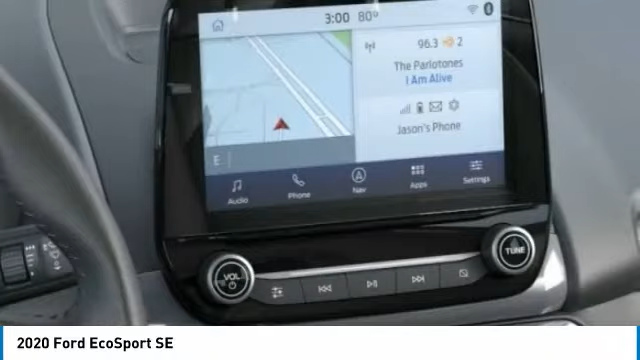 3:00 80°
96.3 2
The Parlotones
I Am Alive
Jason's Phone
E
Audio Phone Nav Apps Settings
VOL
TUNE
2020 Ford EcoSport SE